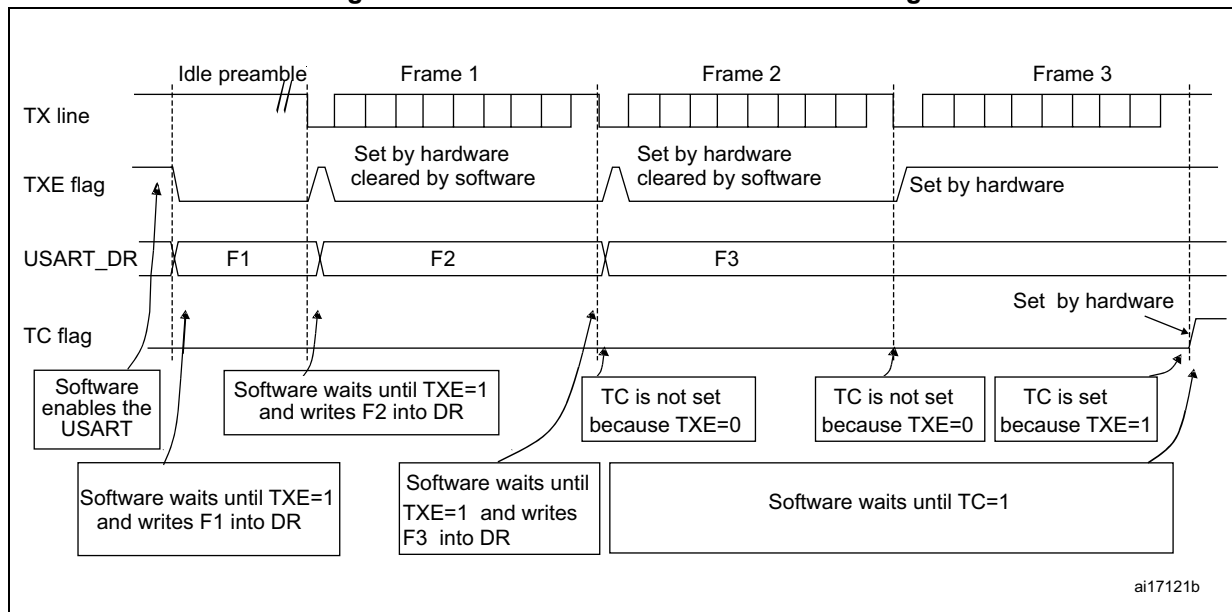 Idle preamble
Frame 1
Frame 2
Frame 3
TX line
TXE flag
Set by hardware
cleared by software
Set by hardware
cleared by software
Set by hardware
USART_DR
F1
F2
F3
TC flag
Set by hardware
Software
enables the
USART
Software waits until TXE=1
and writes F2 into DR
TC is not set
because TXE=0
TC is not set
because TXE=0
TC is set
because TXE=1
Software waits until TXE=1
and writes F1 into DR
Software waits until
TXE=1 and writes
F3 into DR
Software waits until TC=1
ai17121b